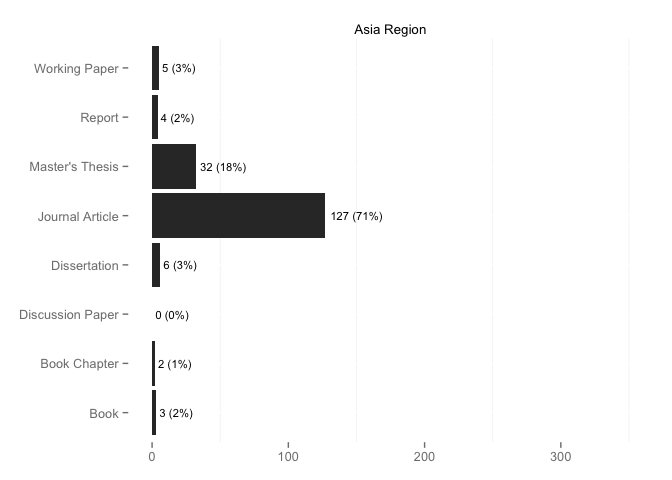 Asia Region
Working Paper 5 (3%)
Report 4 (2%)
Master's Thesis 32 (18%)
Journal Article 127 (71%)
Dissertation 6 (3%)
Discussion Paper 0 (0%)
Book Chapter 2 (1%)
Book 3 (2%)
0 100 200 300